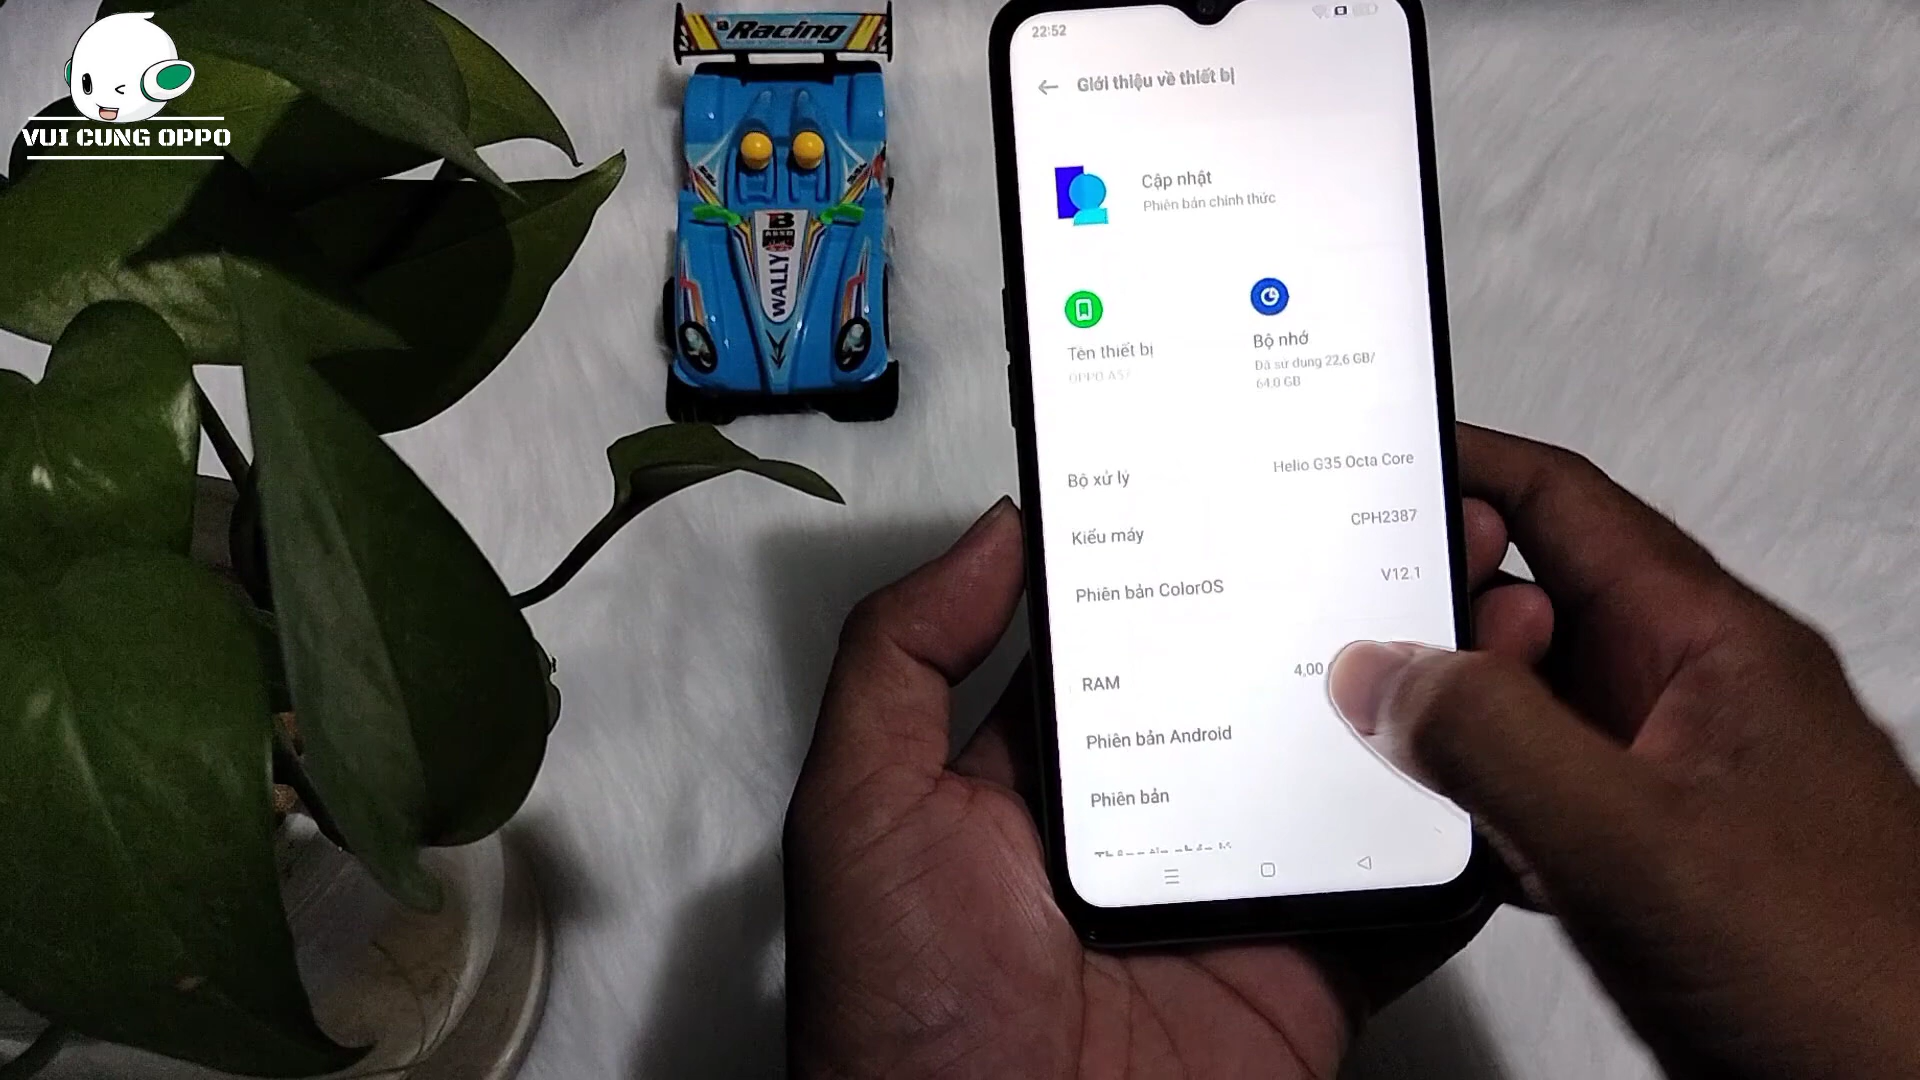 VUI CUNG OPPO
Racing
B
WALLY
22:52
Giới thiệu về thiết bị
Cập nhật
Phiên bản chính thức
Tên thiết bị
OPPO A57
Bộ nhớ
Đã sử dụng 22,6 GB/
64,0 GB
Bộ xử lý
Helio G35 Octa Core
Kiểu máy
CPH2387
Phiên bản ColorOS
V12.1
RAM
4,00
Phiên bản Android
Phiên bản